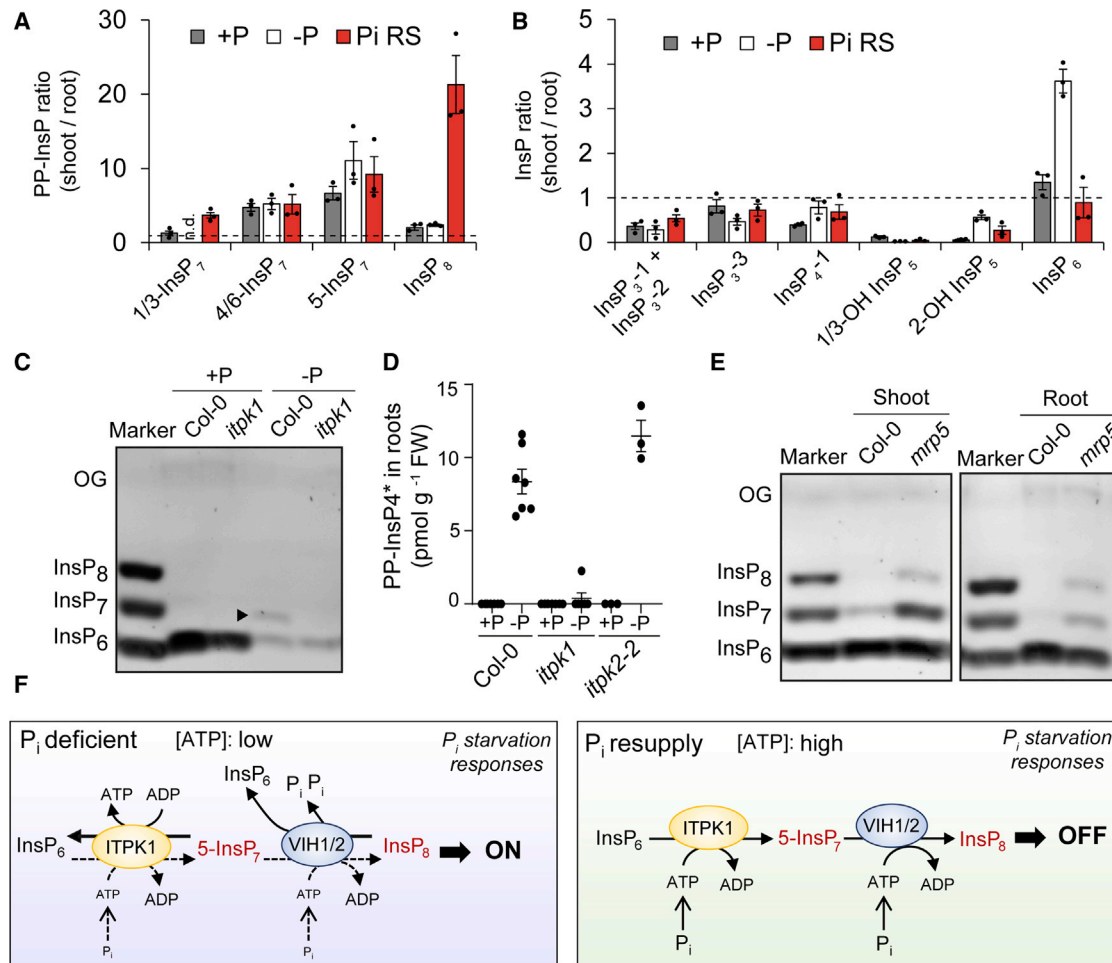 A
PP-InsP ratio
(shoot / root)
+P -P Pi RS
30
20
10
0
n.d.
1/3-InsP7
4/6-InsP7
5-InsP7
InsP8
B
InsP ratio
(shoot / root)
+P -P Pi RS
5
4
3
2
1
0
InsP3-1 +
InsP3-2
InsP3-3
InsP4-1
1/3-OH InsP5
2-OH InsP5
InsP6
C
+P -P
Marker Col-0 itpk1 Col-0 itpk1
OG
InsP8
InsP7
InsP6
D
PP-InsP4* in roots
(pmol g -1 FW)
15
10
5
0
+P -P +P -P +P -P
Col-0
itpk1
itpk2-2
E
Shoot Root
Marker Col-0 mrp5 Marker Col-0 mrp5
OG
InsP8
InsP7
InsP6
F
Pi deficient [ATP]: low Pi starvation
responses
InsP6 Pi Pi
ATP ADP
InsP6 ITPK1 5-InsP7 VIH1/2 InsP8 ON
ATP ADP ATP ADP
Pi Pi
Pi resupply [ATP]: high Pi starvation
responses
InsP6 ITPK1 5-InsP7 VIH1/2 InsP8 OFF
ATP ADP ATP ADP
Pi Pi